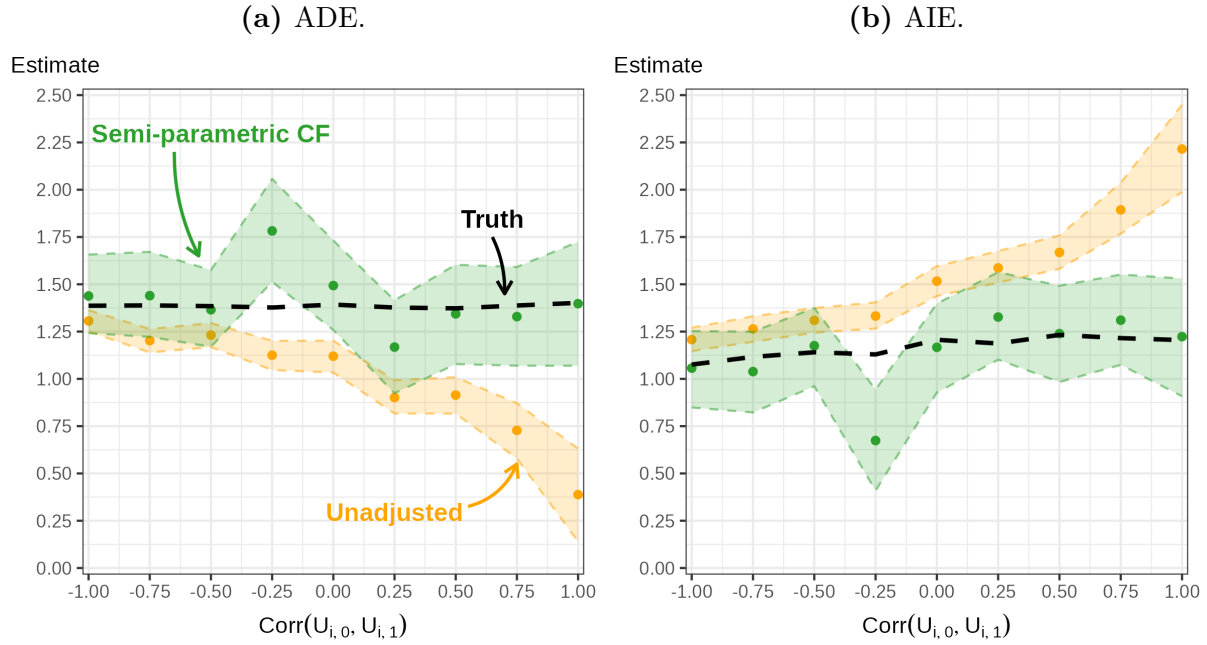 (a) ADE.
Estimate
2.50
2.25
2.00
1.75
1.50
1.25
1.00
0.75
0.50
0.25
0.00
Semi-parametric CF
Truth
Unadjusted
-1.00 -0.75 -0.50 -0.25 0.00 0.25 0.50 0.75 1.00
Corr(U_{i, 0}, U_{i, 1})
(b) AIE.
Estimate
2.50
2.25
2.00
1.75
1.50
1.25
1.00
0.75
0.50
0.25
0.00
-1.00 -0.75 -0.50 -0.25 0.00 0.25 0.50 0.75 1.00
Corr(U_{i, 0}, U_{i, 1})